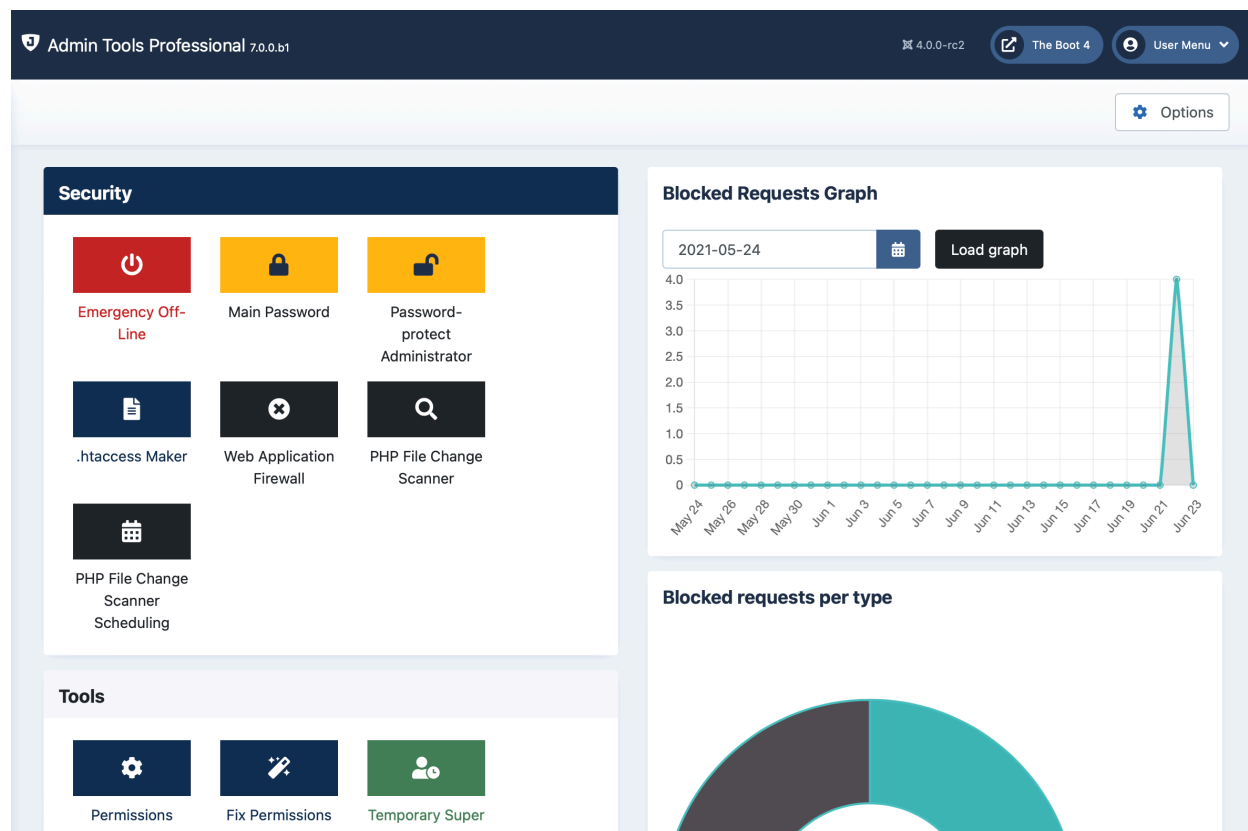 Admin Tools Professional 7.0.0.b1
4.0.0-rc2
The Boot 4
User Menu
Options
Security
Emergency Off-
Line
Main Password
Password-
protect
Administrator
.htaccess Maker
Web Application
Firewall
PHP File Change
Scanner
PHP File Change
Scanner
Scheduling
Tools
Permissions
Fix Permissions
Temporary Super
Blocked Requests Graph
2021-05-24
Load graph
4.0
3.5
3.0
2.5
2.0
1.5
1.0
0.5
0
May 24
May 26
May 28
May 30
Jun 1
Jun 3
Jun 5
Jun 7
Jun 9
Jun 11
Jun 13
Jun 15
Jun 17
Jun 19
Jun 21
Jun 23
Blocked requests per type